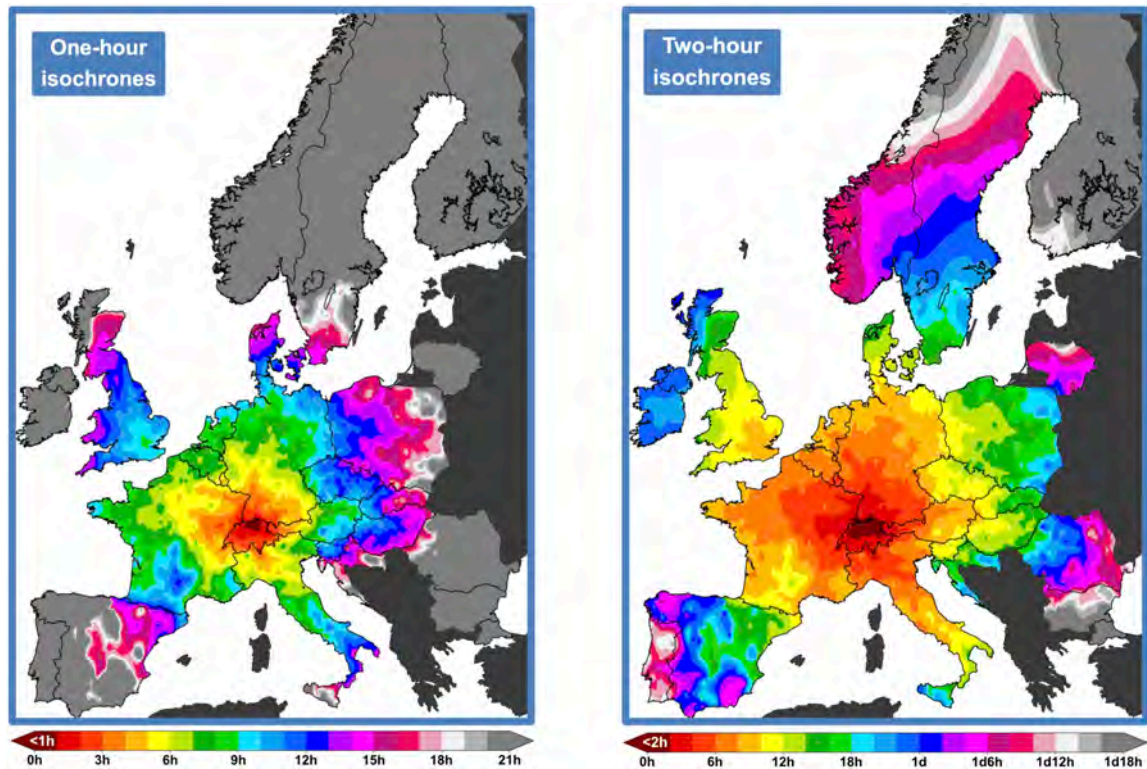 One-hour
isochrones
Two-hour
isochrones
<1h
0h 3h 6h 9h 12h 15h 18h 21h
<2h
0h 6h 12h 18h 1d 1d6h 1d12h 1d18h